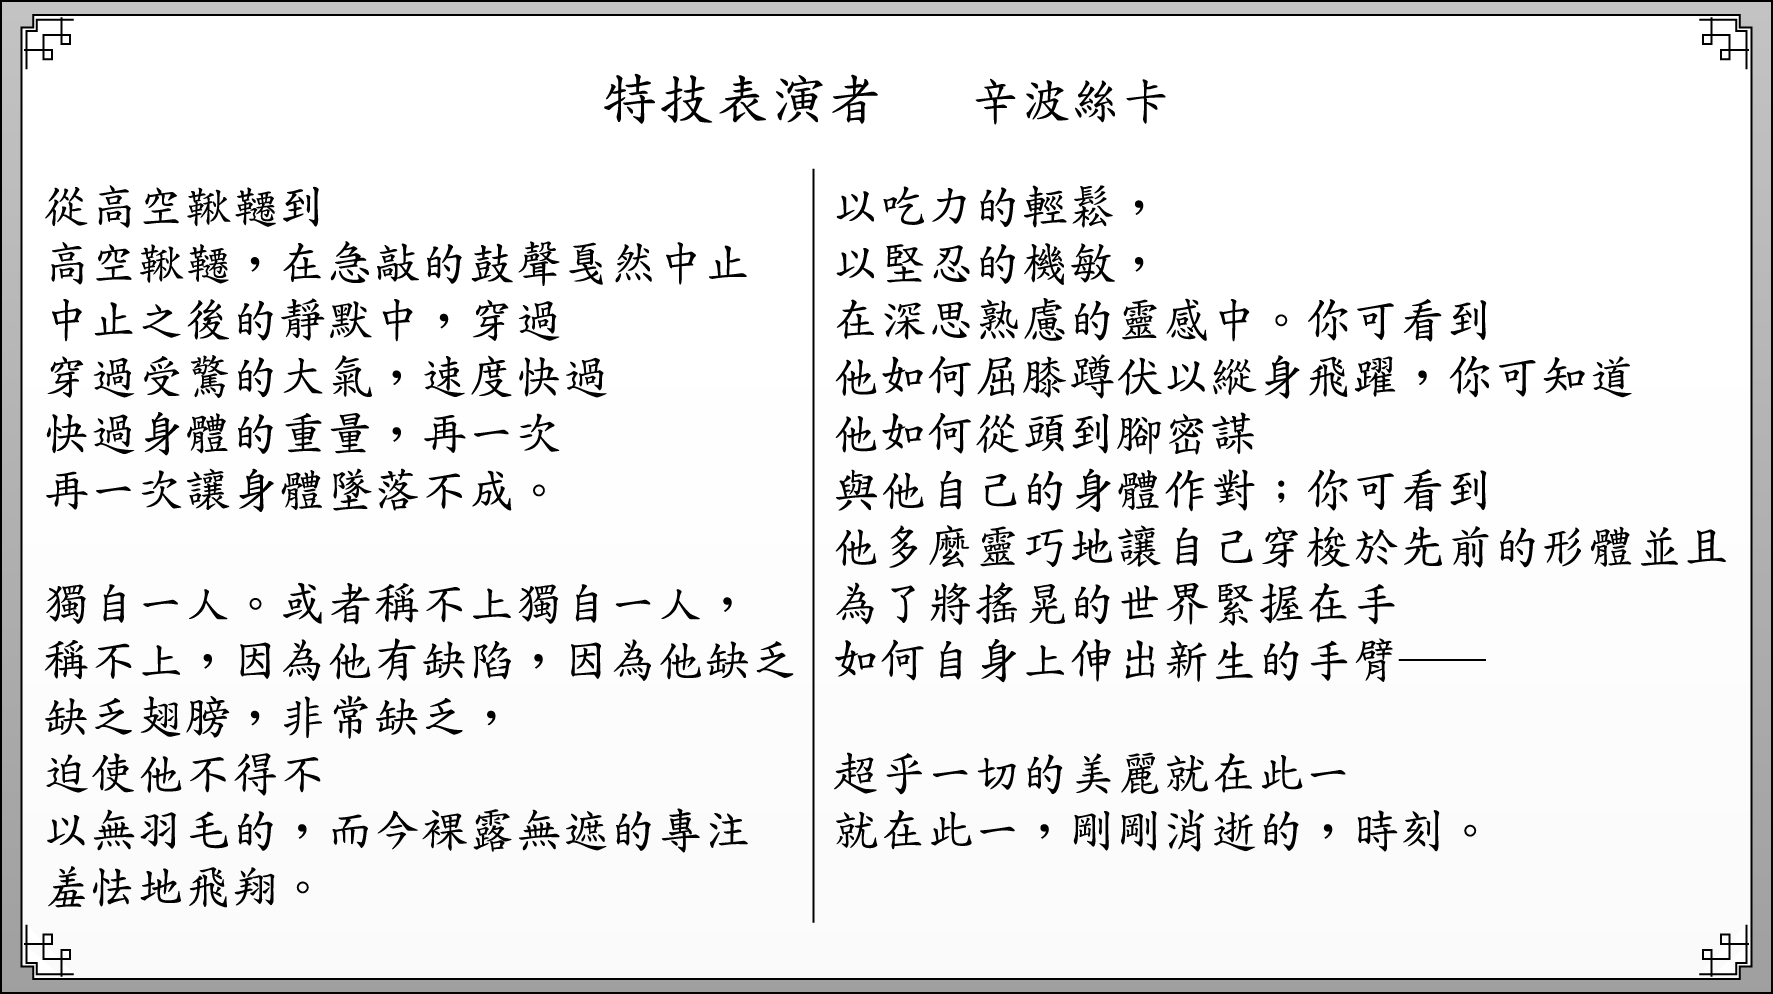 特技表演者　辛波絲卡
從高空鞦韆到
高空鞦韆，在急敲的鼓聲戛然中止
中止之後的靜默中，穿過
穿過受驚的大氣，速度快過
快過身體的重量，再一次
再一次讓身體墜落不成。
獨自一人。或者稱不上獨自一人，
稱不上，因為他有缺陷，因為他缺乏
缺乏翅膀，非常缺乏，
迫使他不得不
以無羽毛的，而今裸露無遮的專注
羞怯地飛翔。
以吃力的輕鬆，
以堅忍的機敏，
在深思熟慮的靈感中。你可看到
他如何屈膝蹲伏以縱身飛躍，你可知道
他如何從頭到腳密謀
與他自己的身體作對；你可看到
他多麼靈巧地讓自己穿梭於先前的形體並且
為了將搖晃的世界緊握在手
如何自身上伸出新生的手臂——
超乎一切的美麗就在此一
就在此一，剛剛消逝的，時刻。